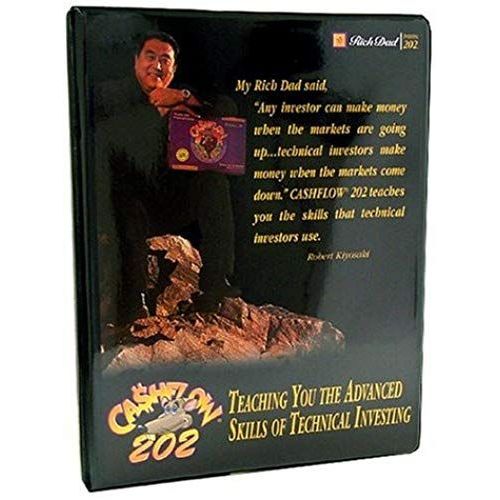 Rich Dad
202
My Rich Dad said,
"Any investor can make money
when the markets are going
up...technical investors make
money when the markets come
down." CASHFLOW® 202 teaches
you the skills that technical
investors use.
Robert Kiyosaki
CA$HFLOW®
202
TEACHING YOU THE ADVANCED
SKILLS OF TECHNICAL INVESTING